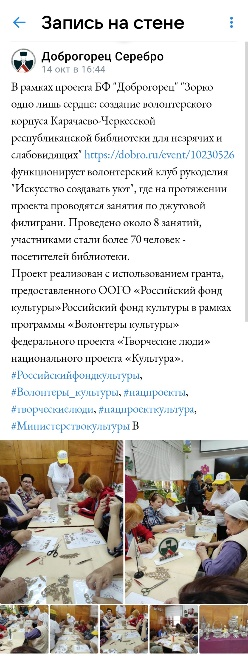 Запись на стене
Доброгорец Серебро
14 окт в 16:44
В рамках проекта БФ "Доброгорец" "Зорко
одно лишь сердце: создание волонтерского
корпуса Карачаево-Черкесской
республиканской библиотеки для незрячих и
слабовидящих" https://dobro.ru/event/10230526
функционирует волонтерский клуб рукоделия
"Искусство создавать уют", где на протяжении
проекта проводятся занятия по джутовой
филиграни. Проведено около 8 занятий,
участниками стали более 70 человек -
посетителей библиотеки.
Проект реализован с использованием гранта,
предоставленного ООГО «Российский фонд
культуры»Российский фонд культуры в рамках
программы «Волонтеры культуры»
федерального проекта «Творческие люди»
национального проекта «Культура».
#Российскийфондкультуры,
#Волонтеры_культуры, #нацпроекты,
#творческиелюди, #нацпроекткультура,
#Министерствокультуры В